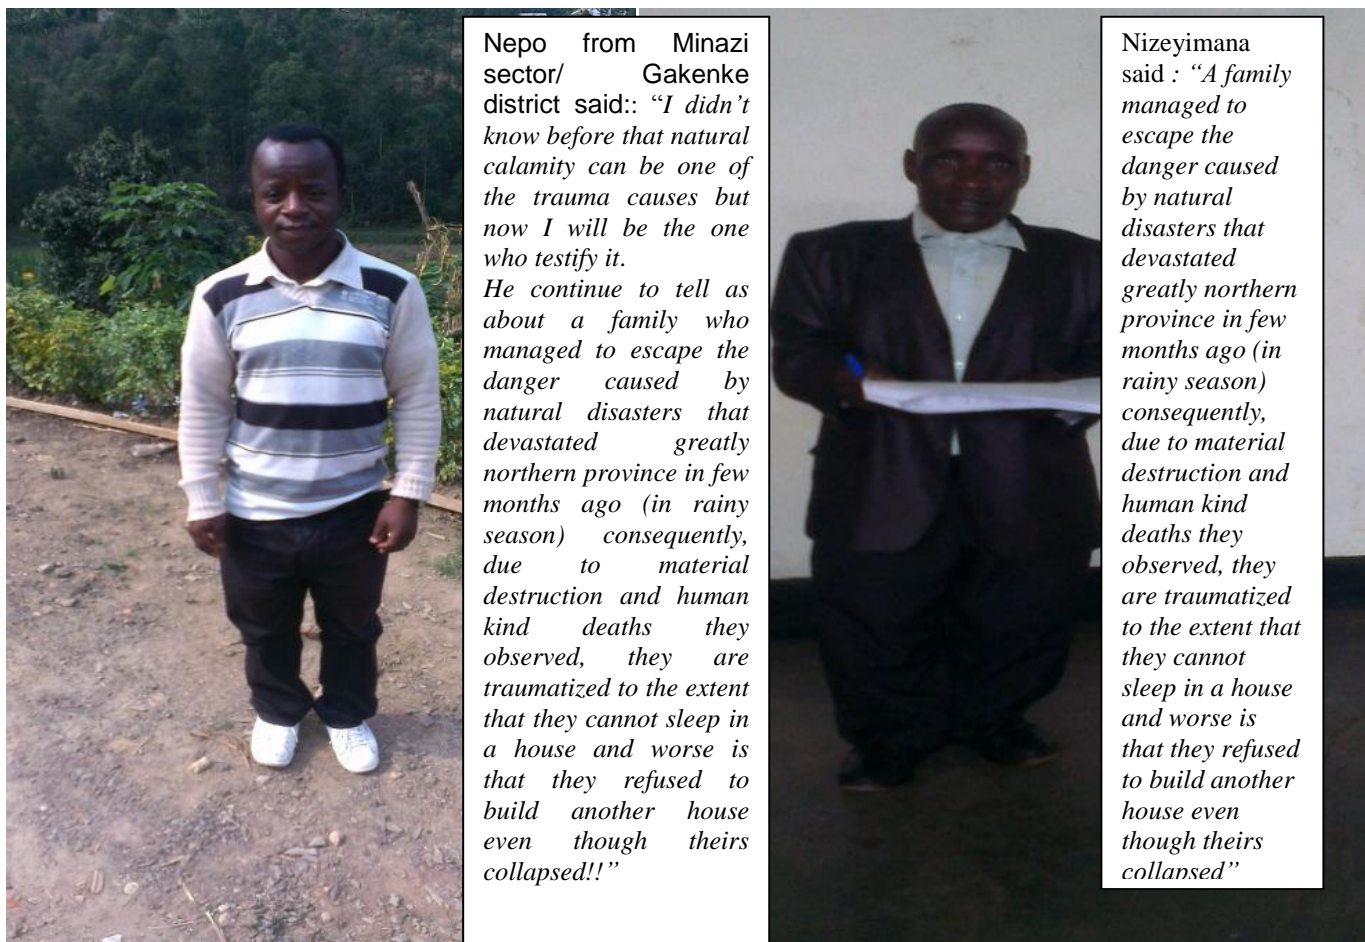 Nepo from Minazi
sector/ Gakenke
district said:: “I didn’t
know before that natural
calamity can be one of
the trauma causes but
now I will be the one
who testify it.
He continue to tell as
about a family who
managed to escape the
danger caused by
natural disasters that
devastated greatly
northern province in few
months ago (in rainy
season) consequently,
due to material
destruction and human
kind deaths they
observed, they are
traumatized to the extent
that they cannot sleep in
a house and worse is
that they refused to
build another house
even though theirs
collapsed!!”
Nizeyimana
said : “A family
managed to
escape the
danger caused
by natural
disasters that
devastated
greatly northern
province in few
months ago (in
rainy season)
consequently,
due to material
destruction and
human kind
deaths they
observed, they
are traumatized
to the extent that
they cannot
sleep in a house
and worse is
that they refused
to build another
house even
though theirs
collapsed”